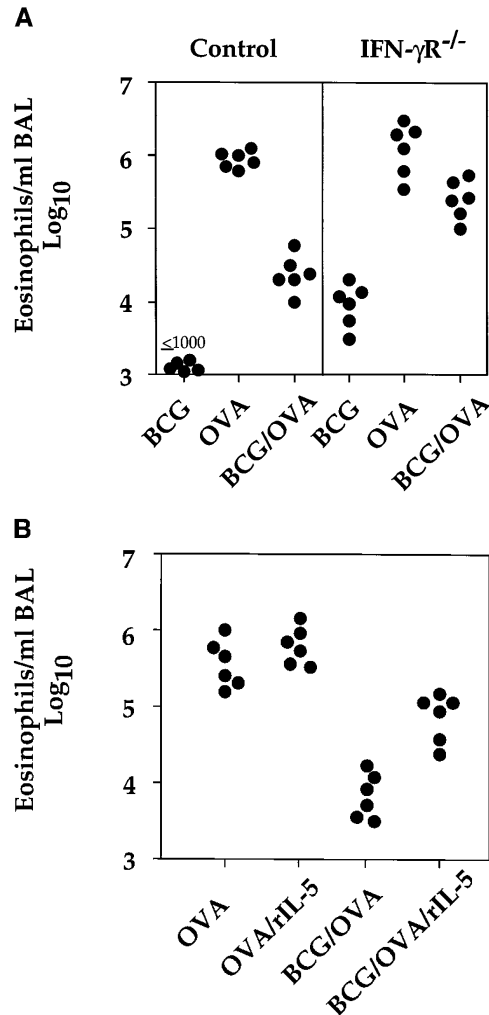 A
Control IFN-γR-/-
Eosinophils/ml BAL
Log10
7
6
5
4
3
≤1000
BCG
OVA
BCG/OVA
BCG
OVA
BCG/OVA
B
Eosinophils/ml BAL
Log10
7
6
5
4
3
OVA
OVA/rIL-5
BCG/OVA
BCG/OVA/rIL-5